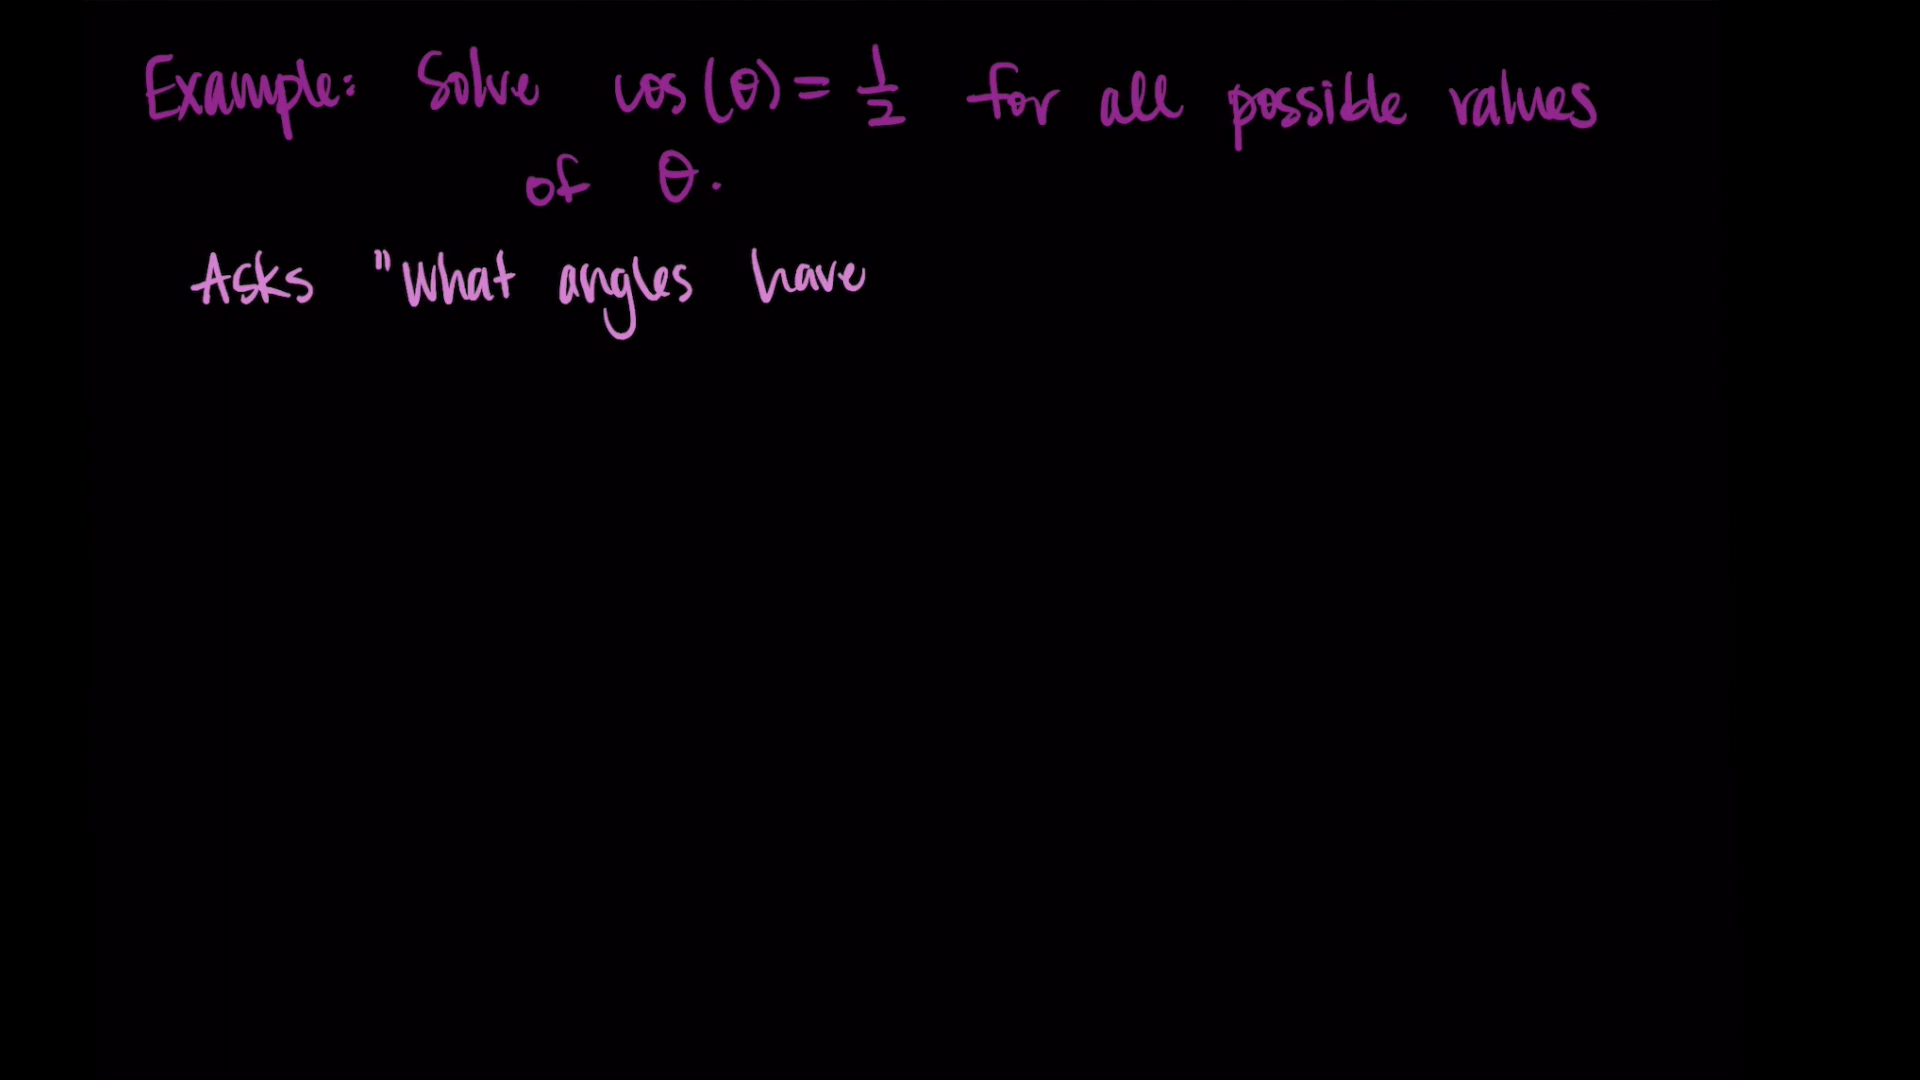 Example: Solve cos(θ) = 1/2 for all possible values
of θ.
Asks "What angles have